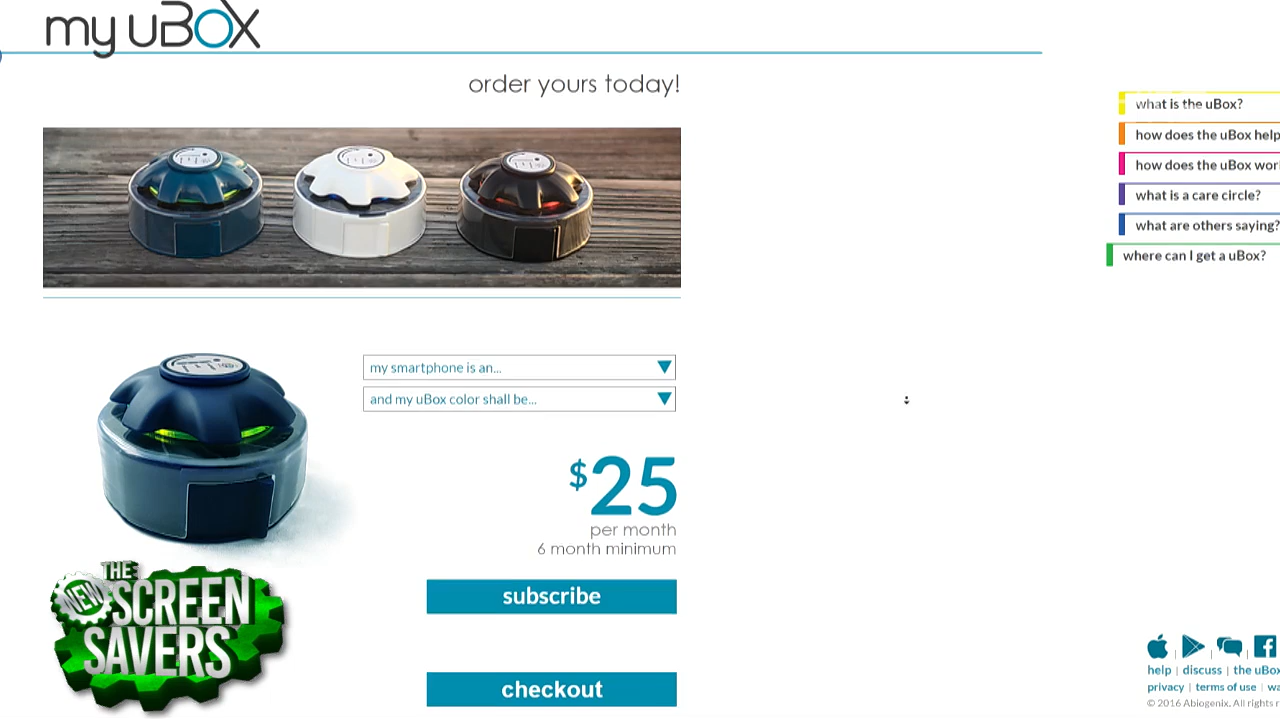 my uBox
order yours today!
what is the uBox?
how does the uBox help
how does the uBox wor
what is a care circle?
what are others saying?
where can I get a uBox?
my smartphone is an...
and my uBox color shall be...
$25
per month
6 month minimum
subscribe
checkout
THE
NEW
SCREEN
SAVERS
help | discuss | the uBox
privacy | terms of use | wa
© 2016 Abiogenix. All rights r